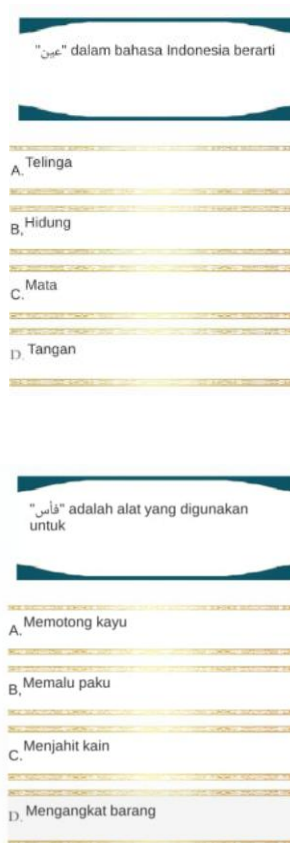 "عين" dalam bahasa Indonesia berarti
A. Telinga
B, Hidung
C. Mata
D. Tangan
"فأس" adalah alat yang digunakan
untuk
A. Memotong kayu
B, Memalu paku
C. Menjahit kain
D. Mengangkat barang